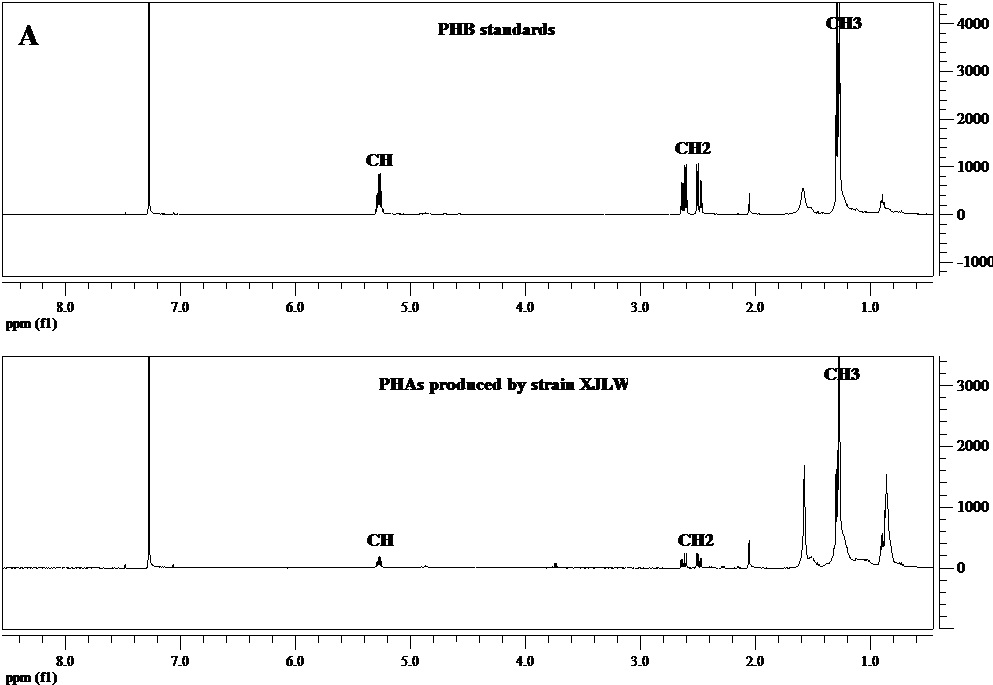 A
PHB standards
CH3
CH
CH2
4000
3000
2000
1000
0
-1000
8.0 7.0 6.0 5.0 4.0 3.0 2.0 1.0
ppm (f1)
PHAs produced by strain XJLW
CH3
CH
CH2
3000
2000
1000
0
8.0 7.0 6.0 5.0 4.0 3.0 2.0 1.0
ppm (f1)